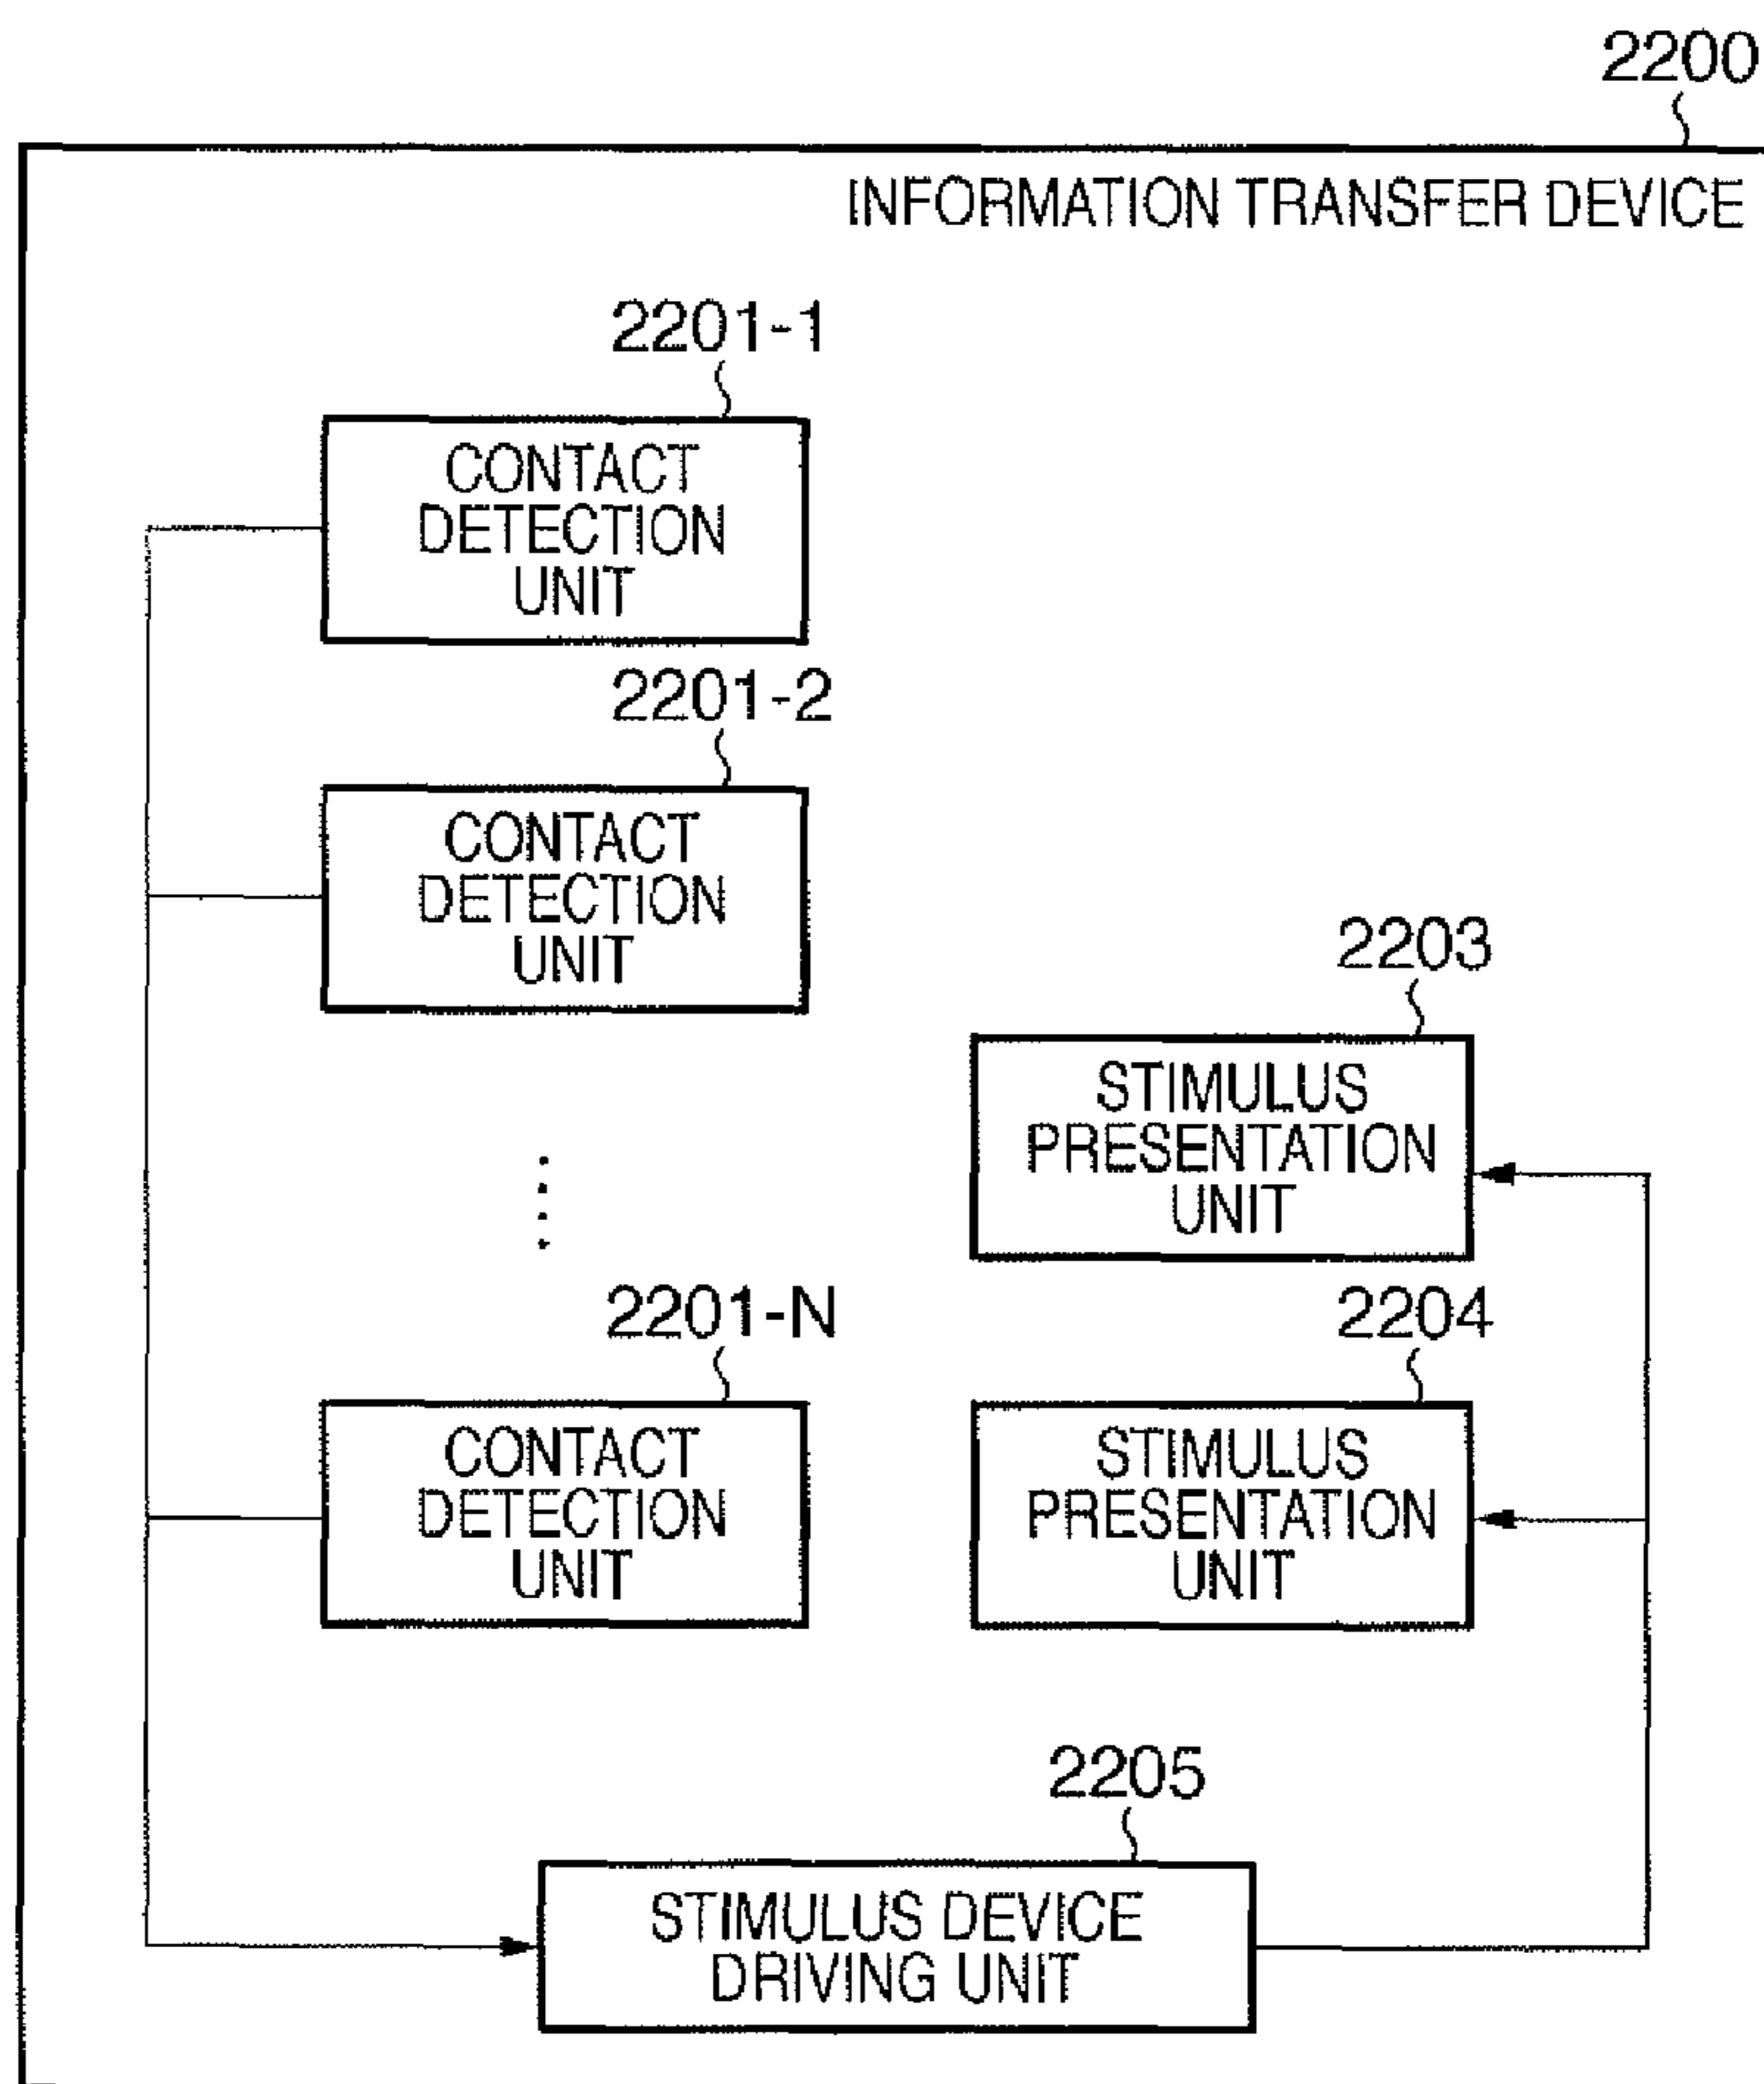 2200
INFORMATION TRANSFER DEVICE
2201-1
CONTACT
DETECTION
UNIT
2201-2
CONTACT
DETECTION
UNIT
2203
STIMULUS
PRESENTATION
UNIT
2201-N
CONTACT
DETECTION
UNIT
2204
STIMULUS
PRESENTATION
UNIT
2205
STIMULUS DEVICE
DRIVING UNIT